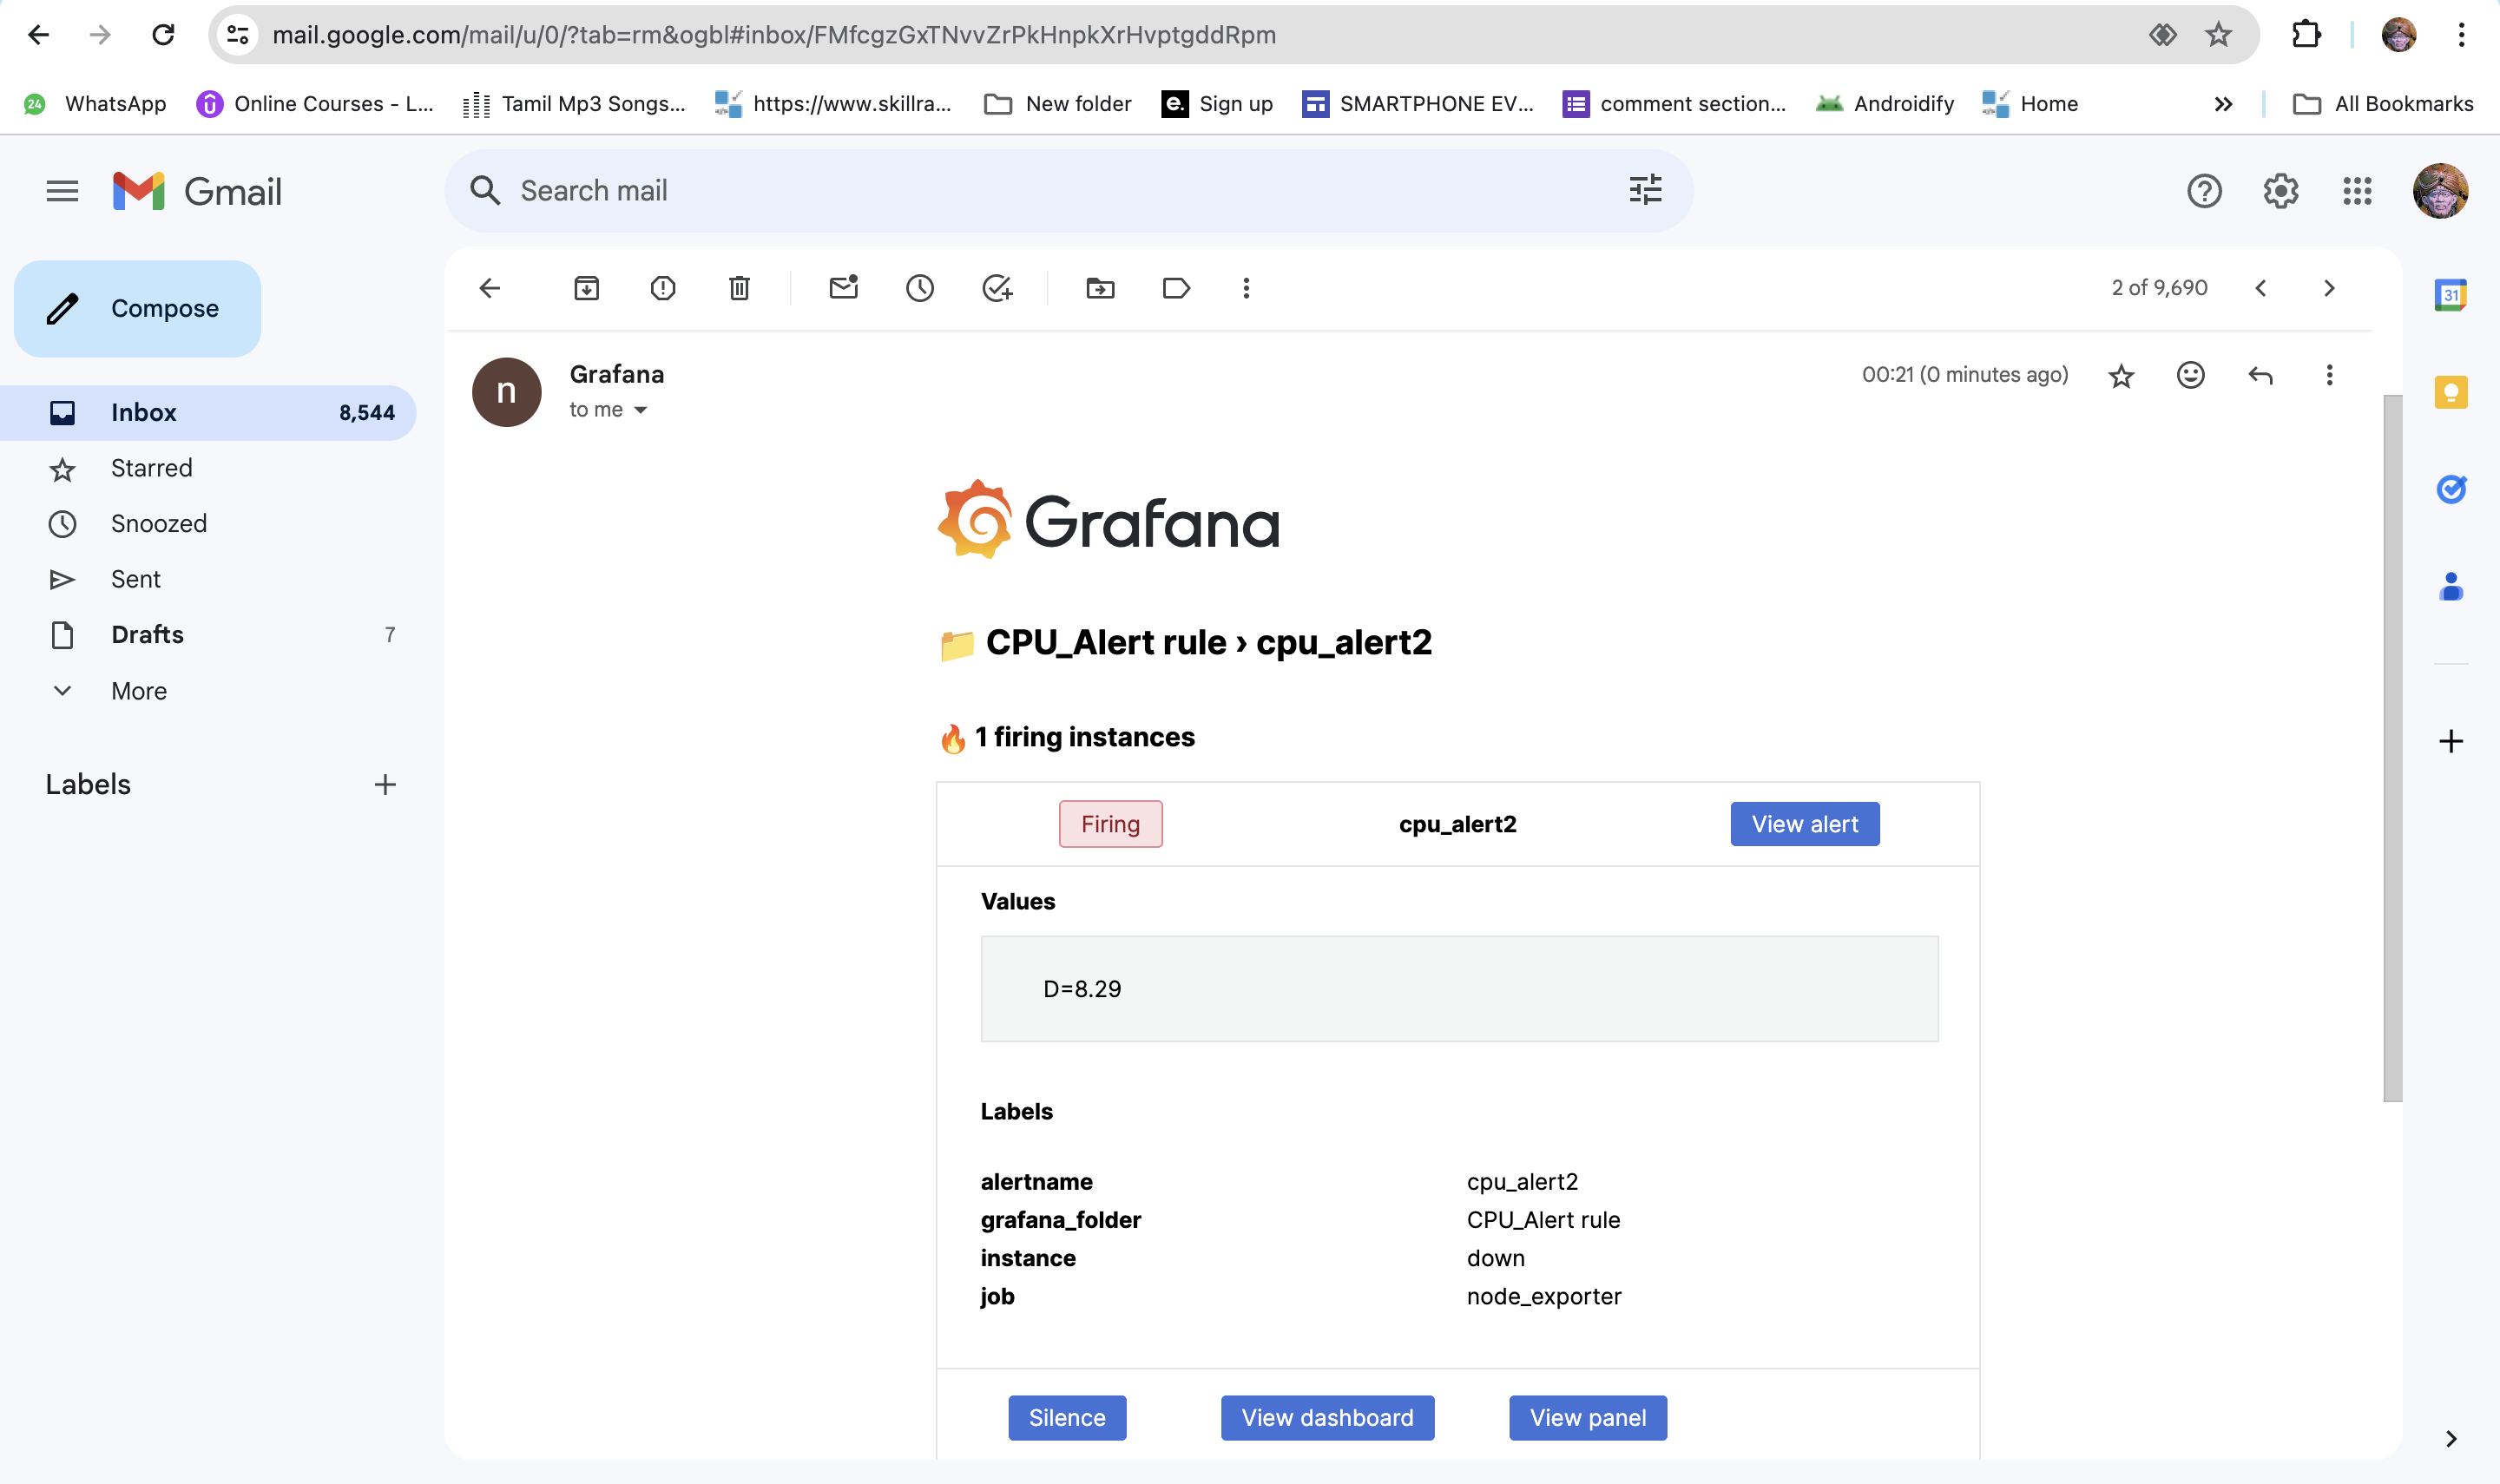 mail.google.com/mail/u/0/?tab=rm&ogbl#inbox/FMfcgzGxTNvvZrPkHnpkXrHvptgddRpm
24 WhatsApp
Online Courses - L...
Tamil Mp3 Songs...
https://www.skillra...
New folder
e. Sign up
SMARTPHONE EV...
comment section...
Androidify
Home
All Bookmarks
Gmail
Search mail
Compose
2 of 9,690
31
Inbox 8,544
Starred
Snoozed
Sent
Drafts 7
More
Labels
n
Grafana
to me
00:21 (0 minutes ago)
Grafana
CPU_Alert rule › cpu_alert2
1 firing instances
Firing
cpu_alert2
View alert
Values
D=8.29
Labels
alertname cpu_alert2
grafana_folder CPU_Alert rule
instance down
job node_exporter
Silence
View dashboard
View panel